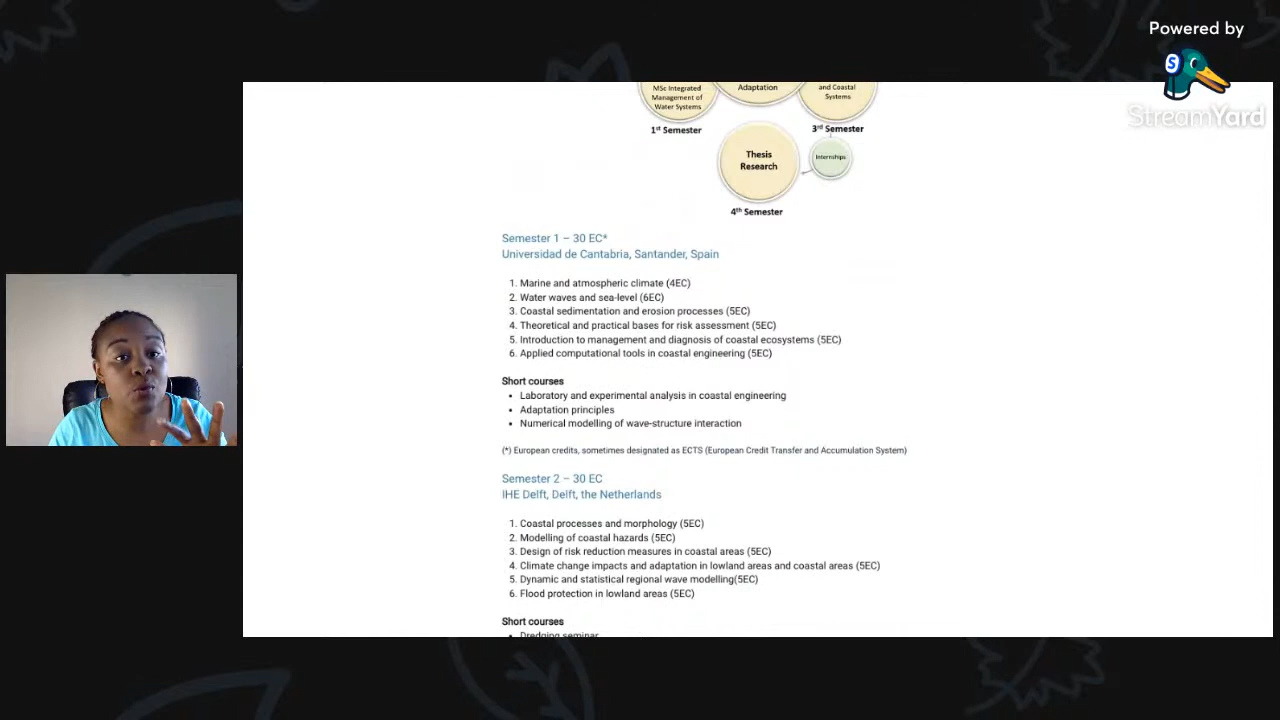 Powered by
S
StreamYard
MSc Integrated
Management of
Water Systems
Adaptation
and Coastal
Systems
1st Semester
3rd Semester
Thesis
Research
Internships
4th Semester
Semester 1 – 30 EC*
Universidad de Cantabria, Santander, Spain
1. Marine and atmospheric climate (4EC)
2. Water waves and sea-level (6EC)
3. Coastal sedimentation and erosion processes (5EC)
4. Theoretical and practical bases for risk assessment (5EC)
5. Introduction to management and diagnosis of coastal ecosystems (5EC)
6. Applied computational tools in coastal engineering (5EC)
Short courses
• Laboratory and experimental analysis in coastal engineering
• Adaptation principles
• Numerical modelling of wave-structure interaction
(*) European credits, sometimes designated as ECTS (European Credit Transfer and Accumulation System)
Semester 2 – 30 EC
IHE Delft, Delft, the Netherlands
1. Coastal processes and morphology (5EC)
2. Modelling of coastal hazards (5EC)
3. Design of risk reduction measures in coastal areas (5EC)
4. Climate change impacts and adaptation in lowland areas and coastal areas (5EC)
5. Dynamic and statistical regional wave modelling(5EC)
6. Flood protection in lowland areas (5EC)
Short courses
• Dredging seminar